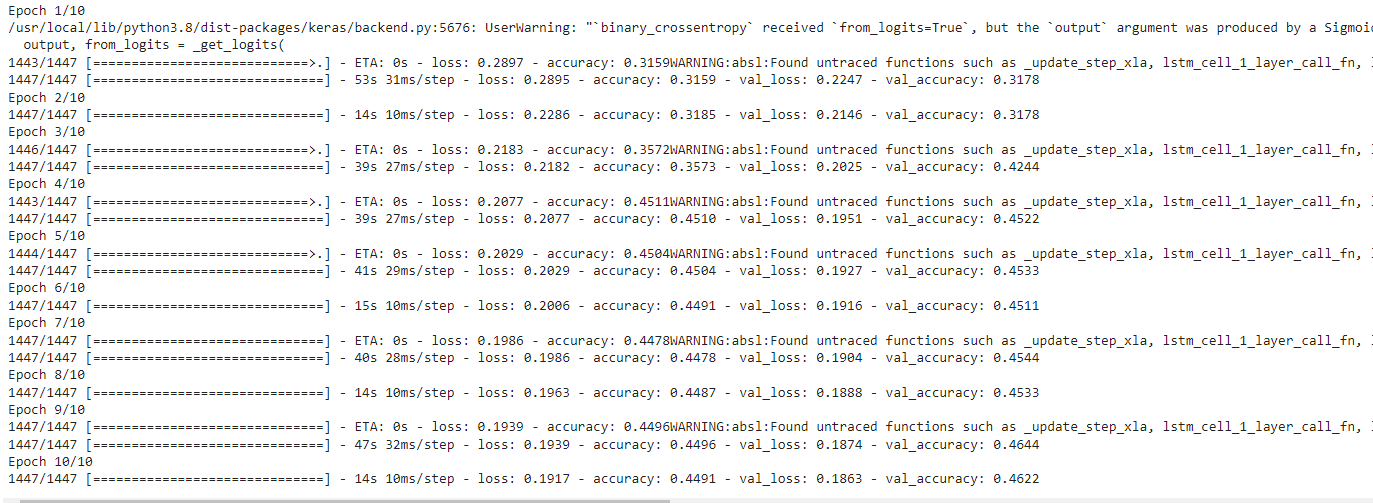 Epoch 1/10
/usr/local/lib/python3.8/dist-packages/keras/backend.py:5676: UserWarning: "`binary_crossentropy` received `from_logits=True`, but the `output` argument was produced by a Sigmoi
  output, from_logits = _get_logits(
1443/1447 [============================>.] - ETA: 0s - loss: 0.2897 - accuracy: 0.3159WARNING:absl:Found untraced functions such as _update_step_xla, lstm_cell_1_layer_call_fn,
1447/1447 [==============================] - 53s 31ms/step - loss: 0.2895 - accuracy: 0.3159 - val_loss: 0.2247 - val_accuracy: 0.3178
Epoch 2/10
1447/1447 [==============================] - 14s 10ms/step - loss: 0.2286 - accuracy: 0.3185 - val_loss: 0.2146 - val_accuracy: 0.3178
Epoch 3/10
1446/1447 [============================>.] - ETA: 0s - loss: 0.2183 - accuracy: 0.3572WARNING:absl:Found untraced functions such as _update_step_xla, lstm_cell_1_layer_call_fn,
1447/1447 [==============================] - 39s 27ms/step - loss: 0.2182 - accuracy: 0.3573 - val_loss: 0.2025 - val_accuracy: 0.4244
Epoch 4/10
1443/1447 [============================>.] - ETA: 0s - loss: 0.2077 - accuracy: 0.4511WARNING:absl:Found untraced functions such as _update_step_xla, lstm_cell_1_layer_call_fn,
1447/1447 [==============================] - 39s 27ms/step - loss: 0.2077 - accuracy: 0.4510 - val_loss: 0.1951 - val_accuracy: 0.4522
Epoch 5/10
1444/1447 [============================>.] - ETA: 0s - loss: 0.2029 - accuracy: 0.4504WARNING:absl:Found untraced functions such as _update_step_xla, lstm_cell_1_layer_call_fn,
1447/1447 [==============================] - 41s 29ms/step - loss: 0.2029 - accuracy: 0.4504 - val_loss: 0.1927 - val_accuracy: 0.4533
Epoch 6/10
1447/1447 [==============================] - 15s 10ms/step - loss: 0.2006 - accuracy: 0.4491 - val_loss: 0.1916 - val_accuracy: 0.4511
Epoch 7/10
1447/1447 [==============================] - ETA: 0s - loss: 0.1986 - accuracy: 0.4478WARNING:absl:Found untraced functions such as _update_step_xla, lstm_cell_1_layer_call_fn,
1447/1447 [==============================] - 40s 28ms/step - loss: 0.1986 - accuracy: 0.4478 - val_loss: 0.1904 - val_accuracy: 0.4544
Epoch 8/10
1447/1447 [==============================] - 14s 10ms/step - loss: 0.1963 - accuracy: 0.4487 - val_loss: 0.1888 - val_accuracy: 0.4533
Epoch 9/10
1447/1447 [==============================] - ETA: 0s - loss: 0.1939 - accuracy: 0.4496WARNING:absl:Found untraced functions such as _update_step_xla, lstm_cell_1_layer_call_fn,
1447/1447 [==============================] - 47s 32ms/step - loss: 0.1939 - accuracy: 0.4496 - val_loss: 0.1874 - val_accuracy: 0.4644
Epoch 10/10
1447/1447 [==============================] - 14s 10ms/step - loss: 0.1917 - accuracy: 0.4491 - val_loss: 0.1863 - val_accuracy: 0.4622